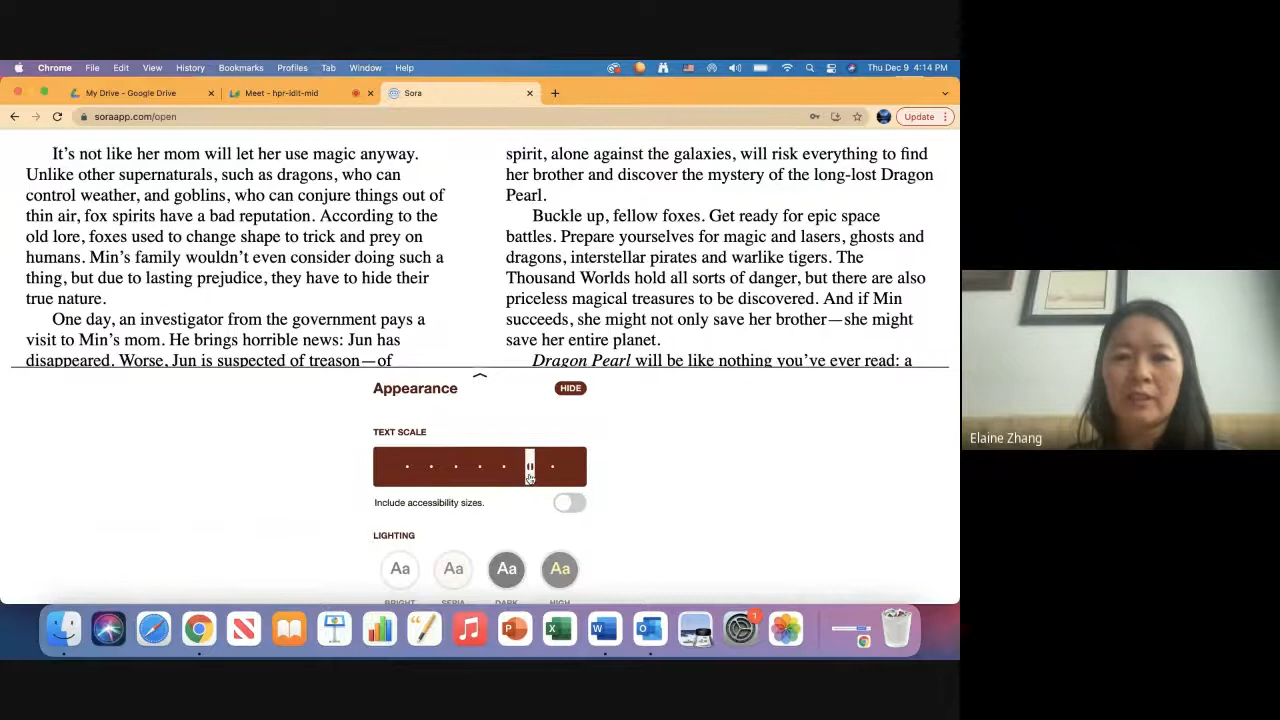 Chrome File Edit View History Bookmarks Profiles Tab Window Help Thu Dec 9 4:14 PM
My Drive - Google Drive
Meet - hpr-idit-mid
Sora
soraapp.com/open
Update
It's not like her mom will let her use magic anyway.
Unlike other supernaturals, such as dragons, who can
control weather, and goblins, who can conjure things out of
thin air, fox spirits have a bad reputation. According to the
old lore, foxes used to change shape to trick and prey on
humans. Min's family wouldn't even consider doing such a
thing, but due to lasting prejudice, they have to hide their
true nature.
One day, an investigator from the government pays a
visit to Min's mom. He brings horrible news: Jun has
disappeared. Worse, Jun is suspected of treason—of
spirit, alone against the galaxies, will risk everything to find
her brother and discover the mystery of the long-lost Dragon
Pearl.
Buckle up, fellow foxes. Get ready for epic space
battles. Prepare yourselves for magic and lasers, ghosts and
dragons, interstellar pirates and warlike tigers. The
Thousand Worlds hold all sorts of danger, but there are also
priceless magical treasures to be discovered. And if Min
succeeds, she might not only save her brother—she might
save her entire planet.
Dragon Pearl will be like nothing you've ever read: a
Appearance
HIDE
TEXT SCALE
Include accessibility sizes.
LIGHTING
Aa Aa Aa Aa
BRIGHT SEPIA DARK HIGH
Elaine Zhang